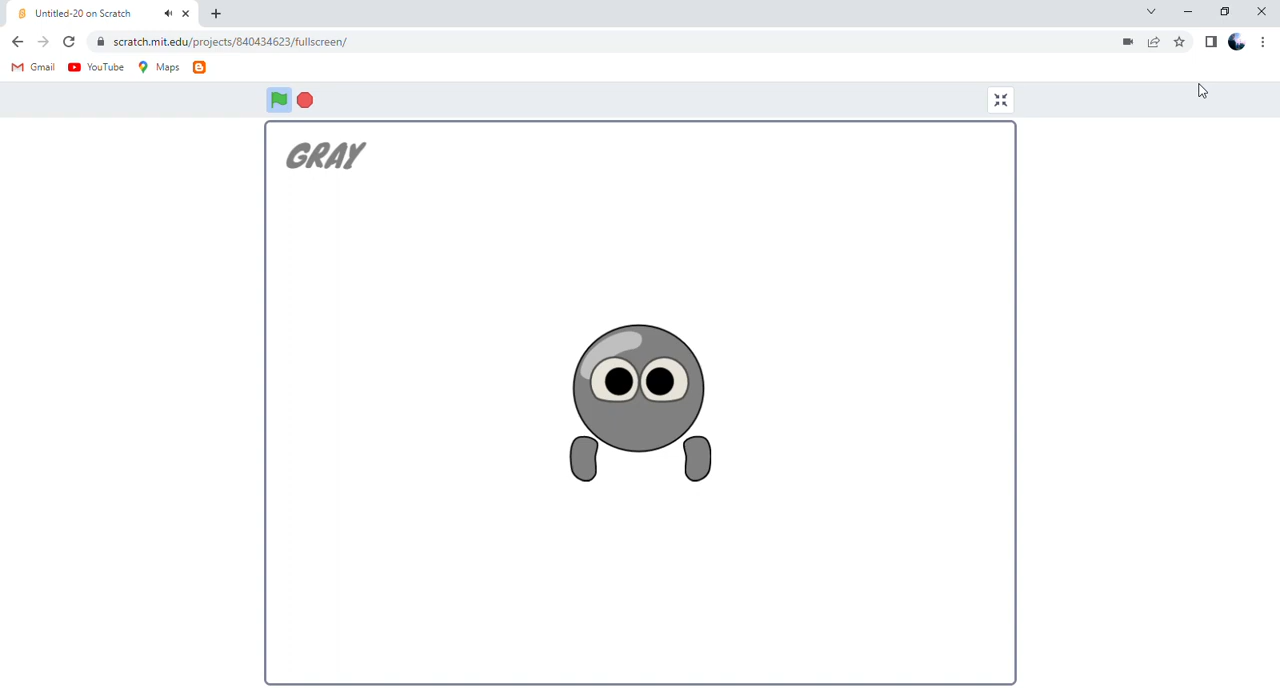 Untitled-20 on Scratch
scratch.mit.edu/projects/840434623/fullscreen/
Gmail YouTube Maps
GRAY